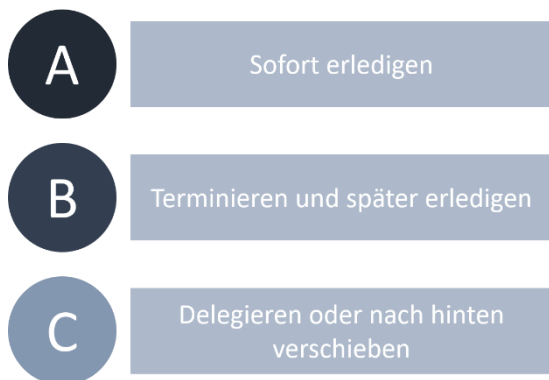 A
Sofort erledigen
B
Terminieren und später erledigen
C
Delegieren oder nach hinten
verschieben